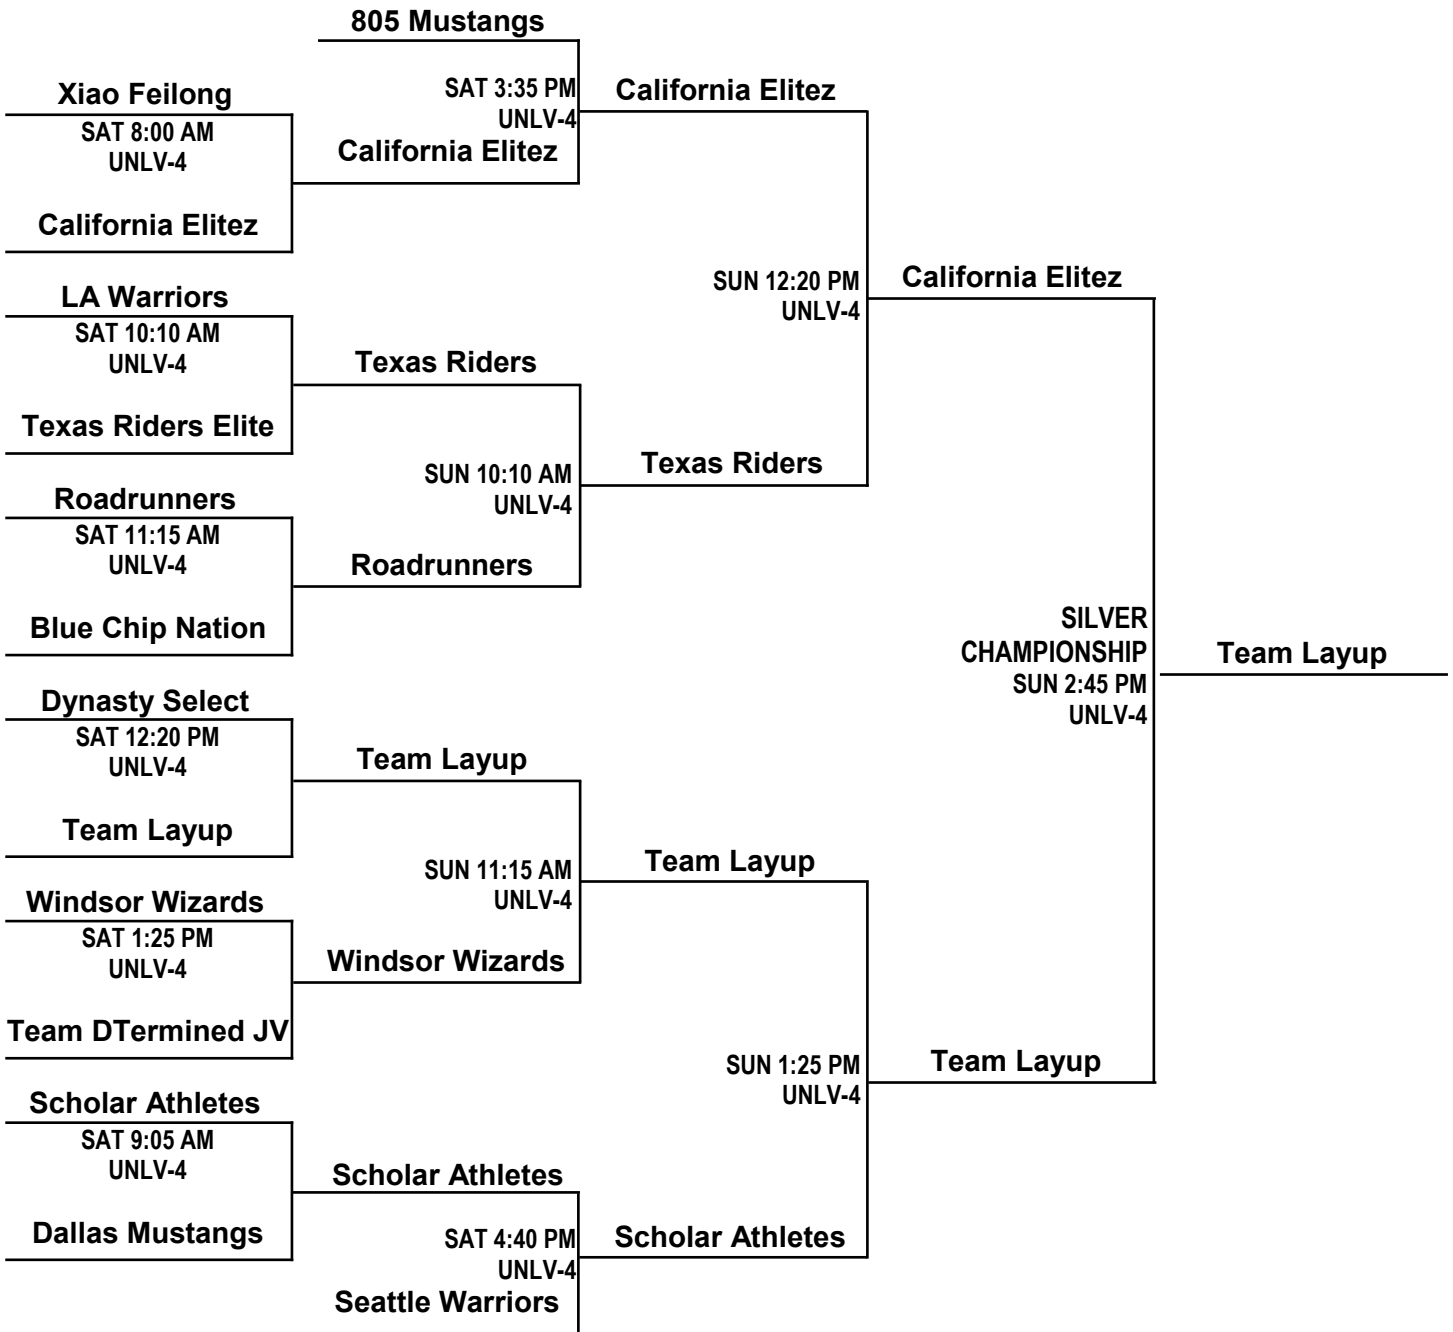 805 Mustangs
Xiao Feilong
SAT 3:35 PM
UNLV-4
California Elitez
SAT 8:00 AM
UNLV-4
California Elitez
California Elitez
LA Warriors
SAT 10:10 AM
UNLV-4
SUN 12:20 PM
UNLV-4
California Elitez
Texas Riders
Texas Riders Elite
SUN 10:10 AM
UNLV-4
Texas Riders
Roadrunners
SAT 11:15 AM
UNLV-4
Roadrunners
Blue Chip Nation
SILVER
CHAMPIONSHIP
SUN 2:45 PM
UNLV-4
Team Layup
Dynasty Select
SAT 12:20 PM
UNLV-4
Team Layup
Team Layup
SUN 11:15 AM
UNLV-4
Team Layup
Windsor Wizards
SAT 1:25 PM
UNLV-4
Windsor Wizards
Team DTermined JV
SUN 1:25 PM
UNLV-4
Team Layup
Scholar Athletes
SAT 9:05 AM
UNLV-4
Scholar Athletes
Dallas Mustangs
SAT 4:40 PM
UNLV-4
Scholar Athletes
Seattle Warriors